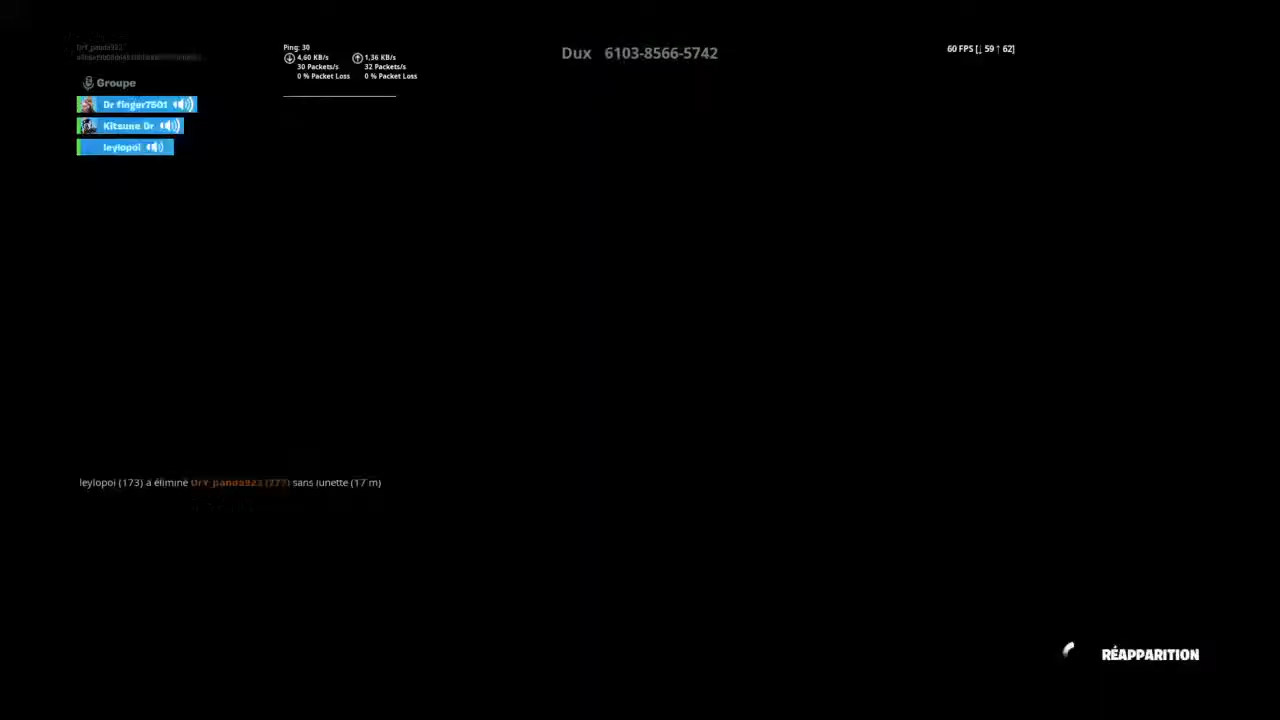 Ping: 30
4,60 KB/s
30 Packets/s
0 % Packet Loss
1,36 KB/s
32 Packets/s
0 % Packet Loss
Dux 6103-8566-5742
60 FPS [↓ 59 ↑ 62]
Groupe
Dr finger7501
Kitsune Dr
leylopoi
leylopoi (173) a éliminé DrY_panda923 (777) sans lunette (17 m)
RÉAPPARITION